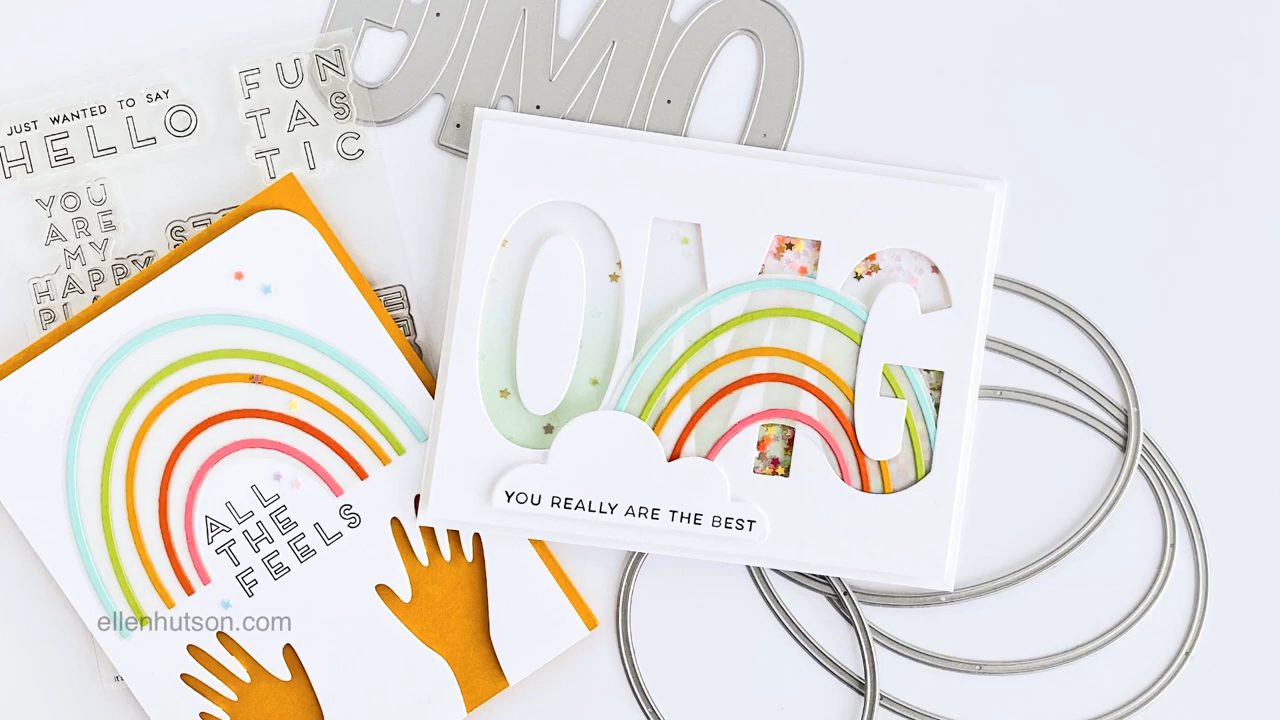 JUST WANTED TO SAY
HELLO
FUN
TAS
TIC
YOU
ARE
MY
HAPPY
OMG
YOU REALLY ARE THE BEST
ALL
THE
FEELS
ellenhutson.com